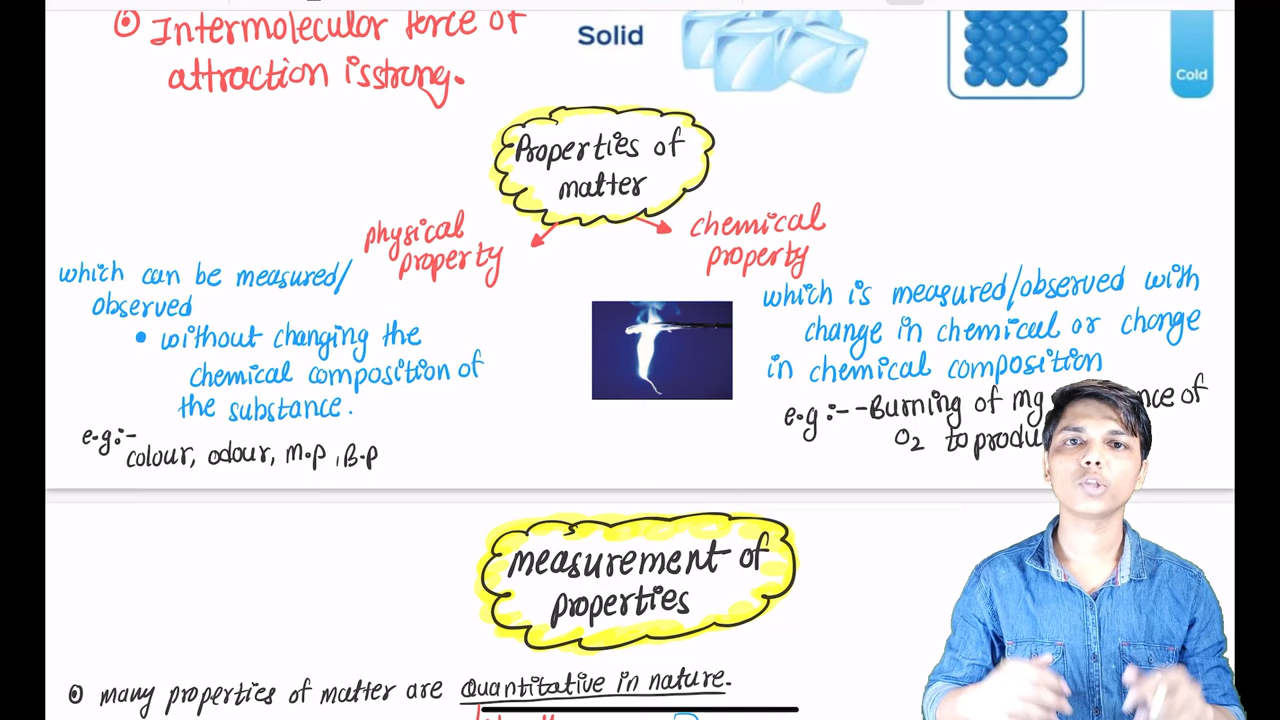 Intermolecular force of
attraction is strong.
Solid
Cold
Properties of
matter
physical
property
chemical
property
which can be measured/
observed
• without changing the
chemical composition of
the substance.
e.g:-
colour, odour, m.p, B.p
which is measured/observed with
change in chemical or change
in chemical composition
e.g:- -Burning of mg
of
O2 to
measurement of
properties
many properties of matter are quantitative in nature.